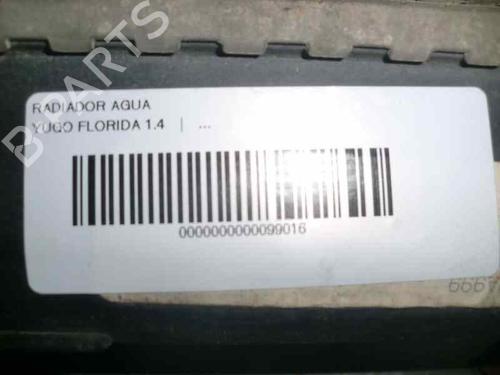 RADIADOR AGUA
YUGO FLORIDA 1.4 | ...
0000000000099016
B PARTS